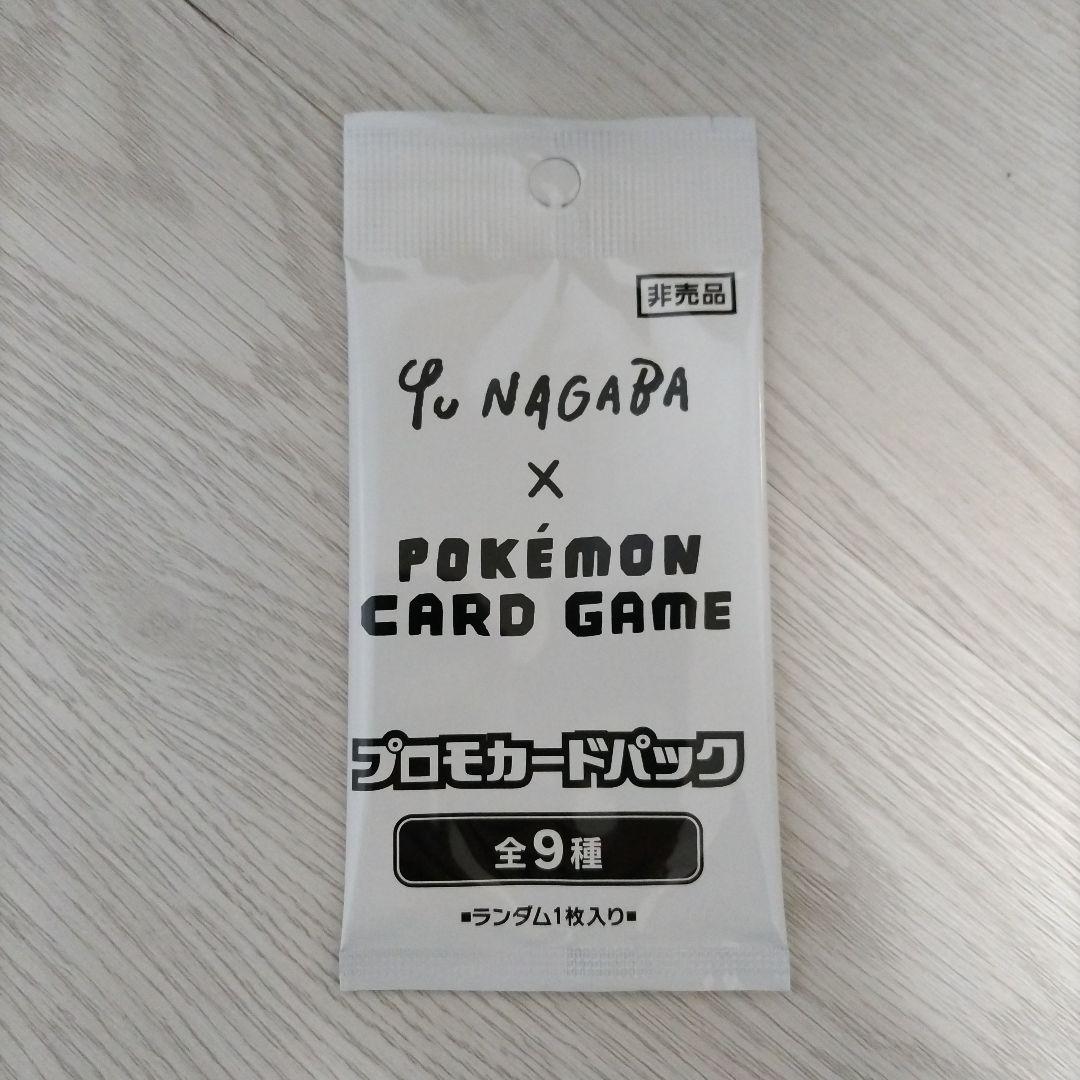 非売品
Yu NAGABA
×
POKÉMON
CARD GAME
プロモカードパック
全9種
■ランダム1枚入り■